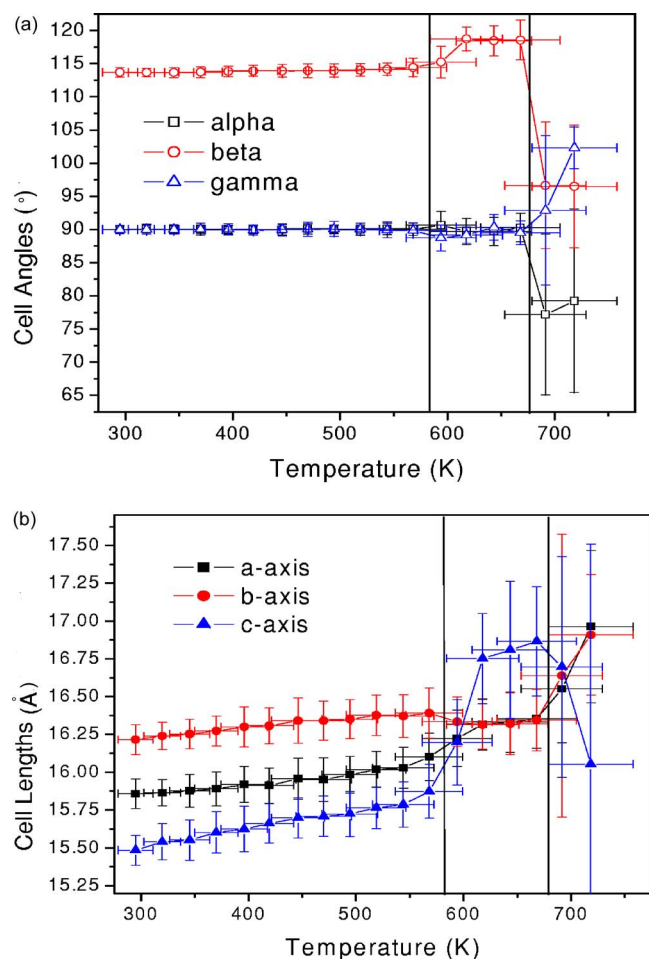 (a)
120
115
110
105
100
95
90
85
80
75
70
65
Cell Angles (°)
alpha
beta
gamma
300 400 500 600 700
Temperature (K)
(b)
17.50
17.25
17.00
16.75
16.50
16.25
16.00
15.75
15.50
15.25
Cell Lengths (Å)
a-axis
b-axis
c-axis
300 400 500 600 700
Temperature (K)